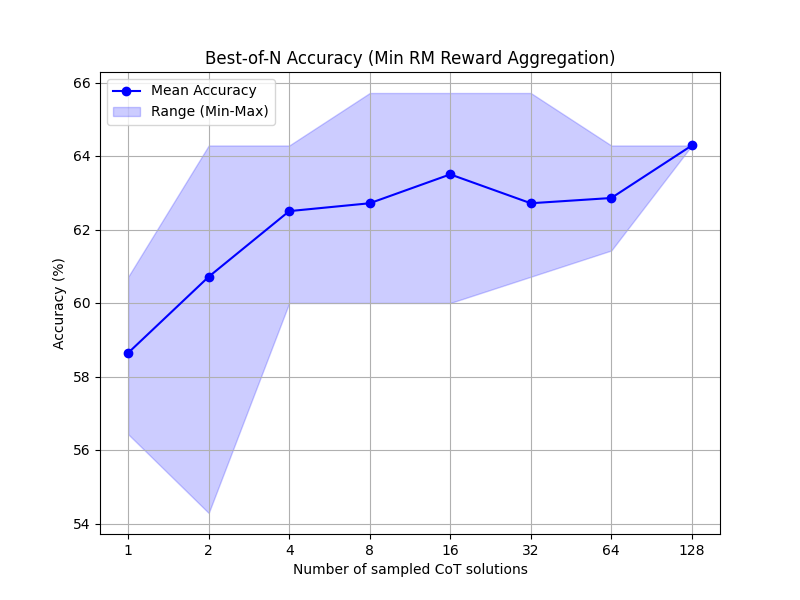 Best-of-N Accuracy (Min RM Reward Aggregation)
Mean Accuracy
Range (Min-Max)
Accuracy (%)
66
64
62
60
58
56
54
1 2 4 8 16 32 64 128
Number of sampled CoT solutions